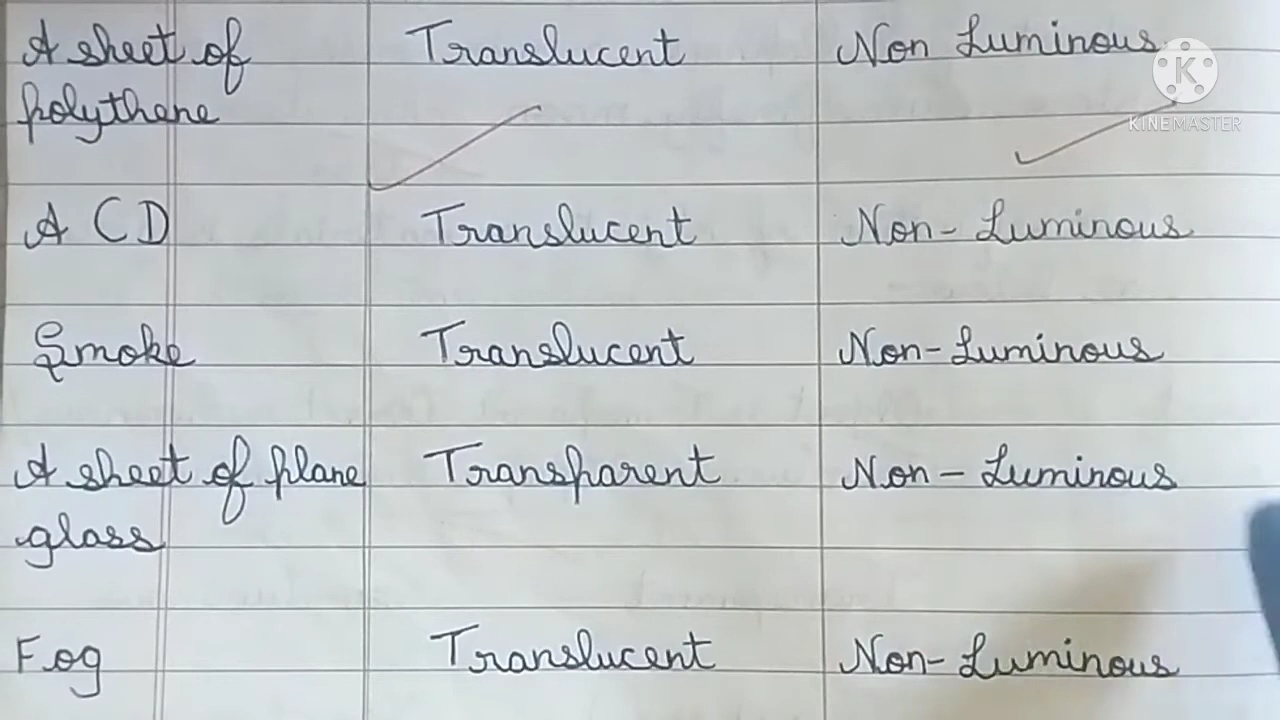 A sheet of Translucent Non Luminous
polythene
K
KINEMASTER
A CD Translucent Non-Luminous
Smoke Translucent Non-Luminous
A sheet of plane Transparent Non-Luminous
glass
Fog Translucent Non-Luminous